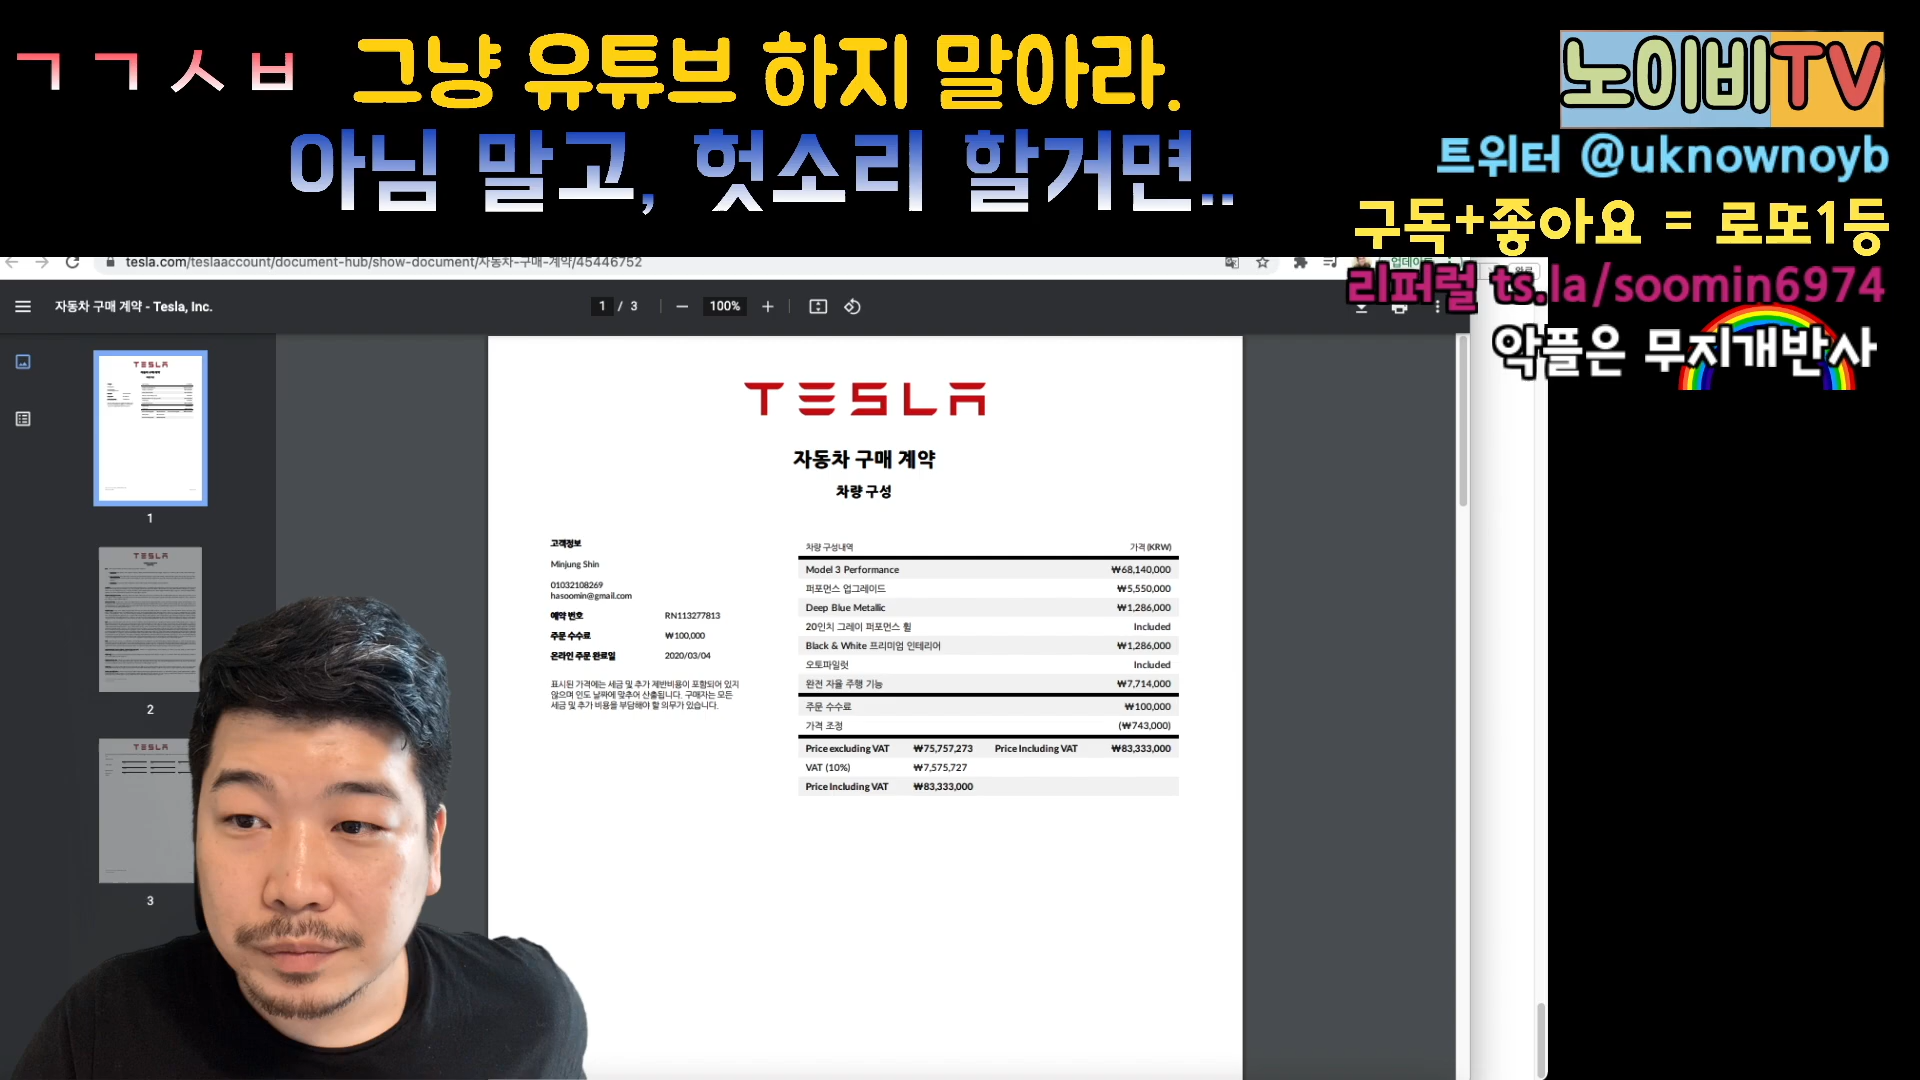 ㄱㄱㅅㅂ 그냥 유튜브 하지 말아라.
아님 말고, 헛소리 할거면..
노이비TV
트위터 @uknownoyb
구독+좋아요 = 로또1등
리퍼럴 ts.la/soomin6974
악플은 무지개반사
tesla.com/teslaaccount/document-hub/show-document/자동차-구매-계약/45446752
자동차 구매 계약 - Tesla, Inc.
1 / 3
100%
TESLA
1
TESLA
2
TESLA
3
TESLA
자동차 구매 계약
차량 구성
고객정보
Minjung Shin
01032108269
hasoomin@gmail.com
예약 번호 RN113277813
주문 수수료 ₩100,000
온라인 주문 완료일 2020/03/04
표시된 가격에는 세금 및 추가 제반비용이 포함되어 있지
않으며 인도 날짜에 맞추어 산출됩니다. 구매자는 모든
세금 및 추가 비용을 부담해야 할 의무가 있습니다.
차량 구성내역 가격 (KRW)
Model 3 Performance ₩68,140,000
퍼포먼스 업그레이드 ₩5,550,000
Deep Blue Metallic ₩1,286,000
20인치 그레이 퍼포먼스 휠 Included
Black & White 프리미엄 인테리어 ₩1,286,000
오토파일럿 Included
완전 자율 주행 기능 ₩7,714,000
주문 수수료 ₩100,000
가격 조정 (₩743,000)
Price excluding VAT ₩75,757,273 Price Including VAT ₩83,333,000
VAT (10%) ₩7,575,727
Price Including VAT ₩83,333,000